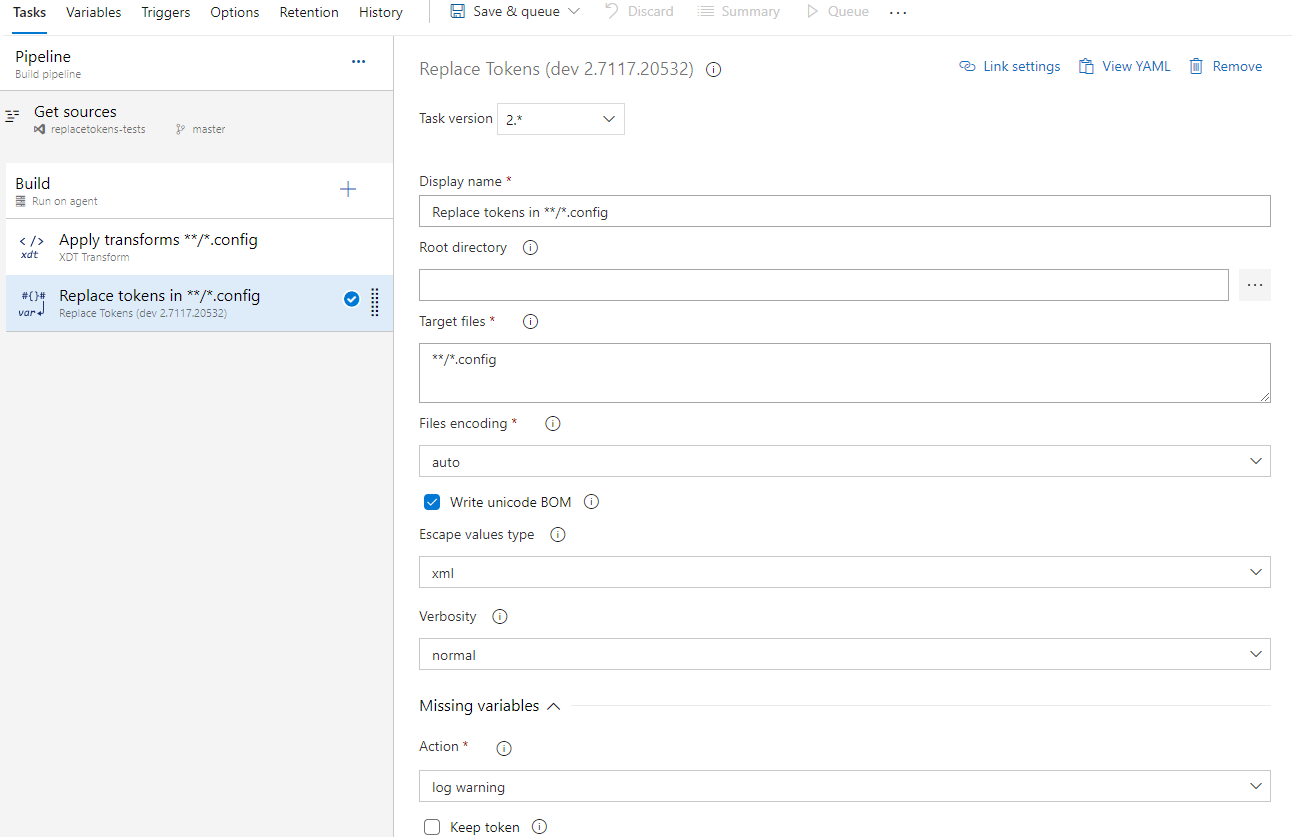 Tasks Variables Triggers Options Retention History Save & queue Discard Summary Queue ...
Pipeline ...
Build pipeline
Get sources
replacetokens-tests master
Build
Run on agent
</> Apply transforms **/*.config
xdt XDT Transform
#{}# Replace tokens in **/*.config
var Replace Tokens (dev 2.7117.20532)
Replace Tokens (dev 2.7117.20532) Link settings View YAML Remove
Task version 2.*
Display name *
Replace tokens in **/*.config
Root directory
...
Target files *
**/*.config
Files encoding *
auto
Write unicode BOM
Escape values type
xml
Verbosity
normal
Missing variables
Action *
log warning
Keep token